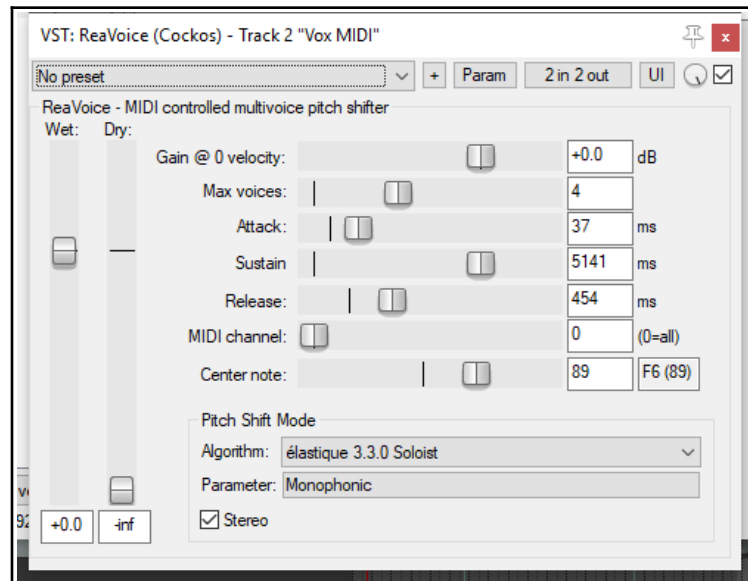 VST: ReaVoice (Cockos) - Track 2 "Vox MIDI"
x
No preset + Param 2 in 2 out UI
ReaVoice - MIDI controlled multivoice pitch shifter
Wet: Dry:
Gain @ 0 velocity: +0.0 dB
Max voices: 4
Attack: 37 ms
Sustain 5141 ms
Release: 454 ms
MIDI channel: 0 (0=all)
Center note: 89 F6 (89)
Pitch Shift Mode
Algorithm: élastique 3.3.0 Soloist
Parameter: Monophonic
Stereo
+0.0 -inf